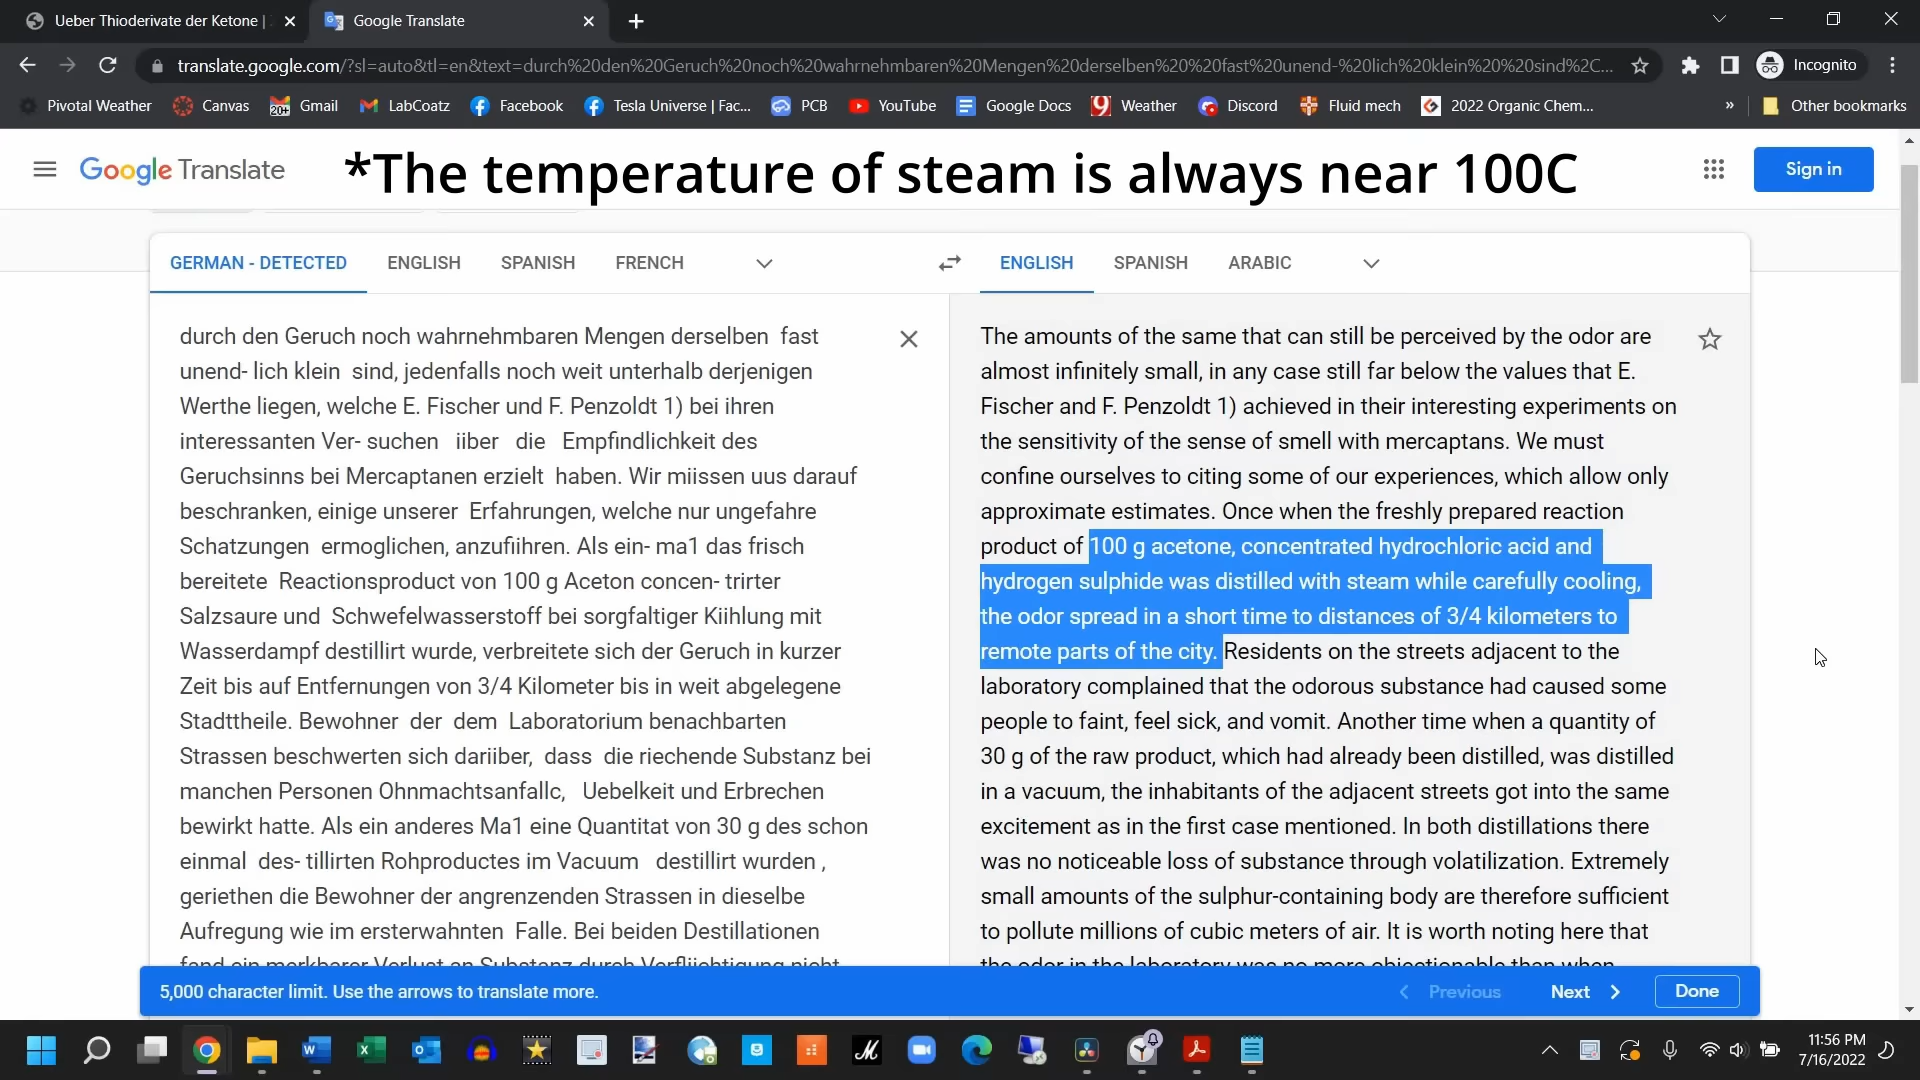 Ueber Thioderivate der Ketone |
Google Translate
translate.google.com/?sl=auto&tl=en&text=durch%20den%20Geruch%20noch%20wahrnehmbaren%20Mengen%20derselben%20%20fast%20unend-%20lich%20klein%20%20sind%2C...
Incognito
Pivotal Weather
Canvas
20+
Gmail
LabCoatz
Facebook
Tesla Universe | Fac...
PCB
YouTube
Google Docs
Weather
Discord
Fluid mech
2022 Organic Chem...
»
Other bookmarks
Google Translate
*The temperature of steam is always near 100C
Sign in
GERMAN - DETECTED
ENGLISH
SPANISH
FRENCH
ENGLISH
SPANISH
ARABIC
durch den Geruch noch wahrnehmbaren Mengen derselben  fast
unend- lich klein  sind, jedenfalls noch weit unterhalb derjenigen
Werthe liegen, welche E. Fischer und F. Penzoldt 1) bei ihren
interessanten Ver- suchen   iiber   die   Empfindlichkeit des
Geruchsinns bei Mercaptanen erzielt  haben. Wir miissen uus darauf
beschranken, einige unserer  Erfahrungen, welche nur ungefahre
Schatzungen  ermoglichen, anzufiihren. Als ein- ma1 das frisch
bereitete  Reactionsproduct von 100 g Aceton concen- trirter
Salzsaure und  Schwefelwasserstoff bei sorgfaltiger Kiihlung mit
Wasserdampf destillirt wurde, verbreitete sich der Geruch in kurzer
Zeit bis auf Entfernungen von 3/4 Kilometer bis in weit abgelegene
Stadttheile. Bewohner  der  dem  Laboratorium benachbarten
Strassen beschwerten sich dariiber,  dass  die riechende Substanz bei
manchen Personen Ohnmachtsanfallc,   Uebelkeit und Erbrechen
bewirkt hatte. Als ein anderes Ma1 eine Quantitat von 30 g des schon
einmal  des- tillirten Rohproductes im Vacuum   destillirt wurden ,
geriethen die Bewohner der angrenzenden Strassen in dieselbe
Aufregung wie im ersterwahnten  Falle. Bei beiden Destillationen
fand ein merkbarer Verlust an Substanz durch Verfliichtigung nicht
The amounts of the same that can still be perceived by the odor are
almost infinitely small, in any case still far below the values that E.
Fischer and F. Penzoldt 1) achieved in their interesting experiments on
the sensitivity of the sense of smell with mercaptans. We must
confine ourselves to citing some of our experiences, which allow only
approximate estimates. Once when the freshly prepared reaction
product of 100 g acetone, concentrated hydrochloric acid and
hydrogen sulphide was distilled with steam while carefully cooling,
the odor spread in a short time to distances of 3/4 kilometers to
remote parts of the city. Residents on the streets adjacent to the
laboratory complained that the odorous substance had caused some
people to faint, feel sick, and vomit. Another time when a quantity of
30 g of the raw product, which had already been distilled, was distilled
in a vacuum, the inhabitants of the adjacent streets got into the same
excitement as in the first case mentioned. In both distillations there
was no noticeable loss of substance through volatilization. Extremely
small amounts of the sulphur-containing body are therefore sufficient
to pollute millions of cubic meters of air. It is worth noting here that
the odor in the laboratory was no more objectionable than when
5,000 character limit. Use the arrows to translate more.
Previous
Next
Done
11:56 PM
7/16/2022